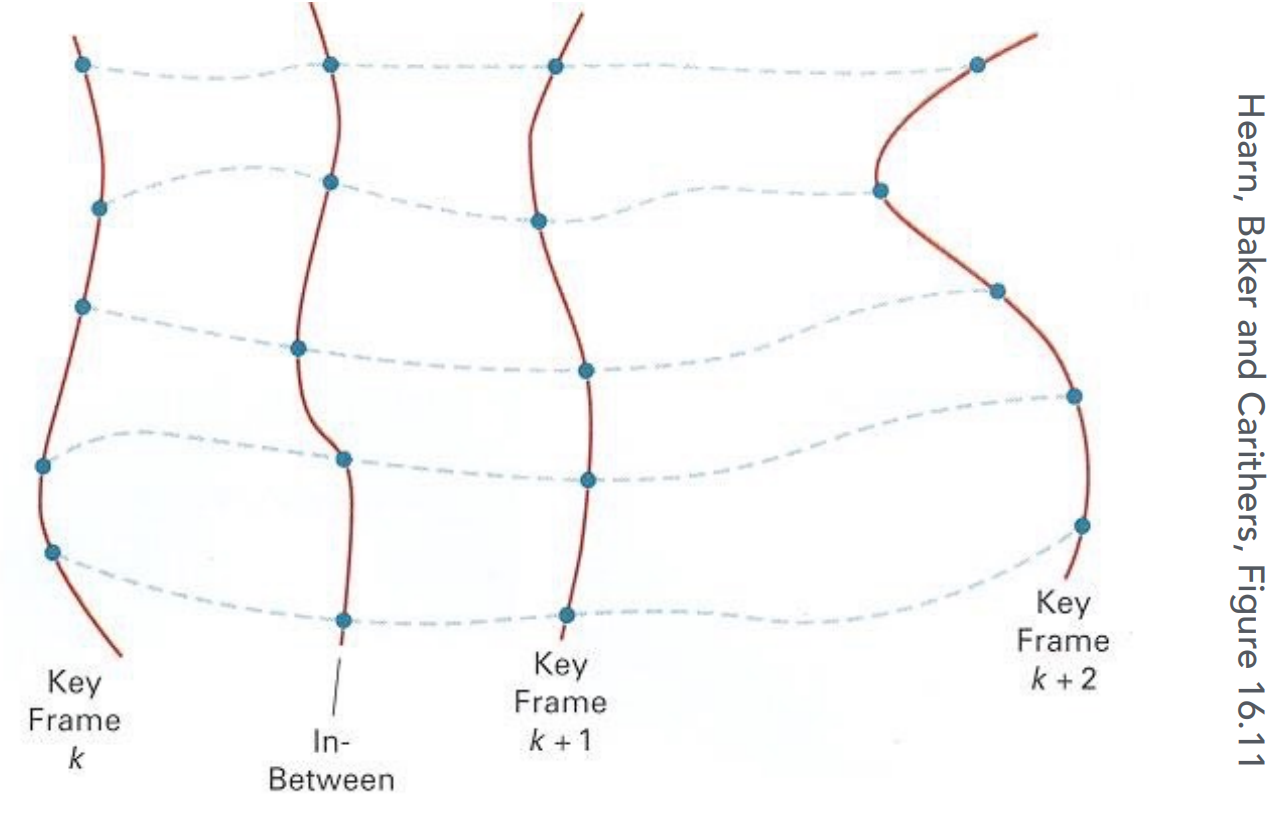 Key
Frame
k
In-
Between
Key
Frame
k + 1
Key
Frame
k + 2
Hearn, Baker and Carithers, Figure 16.11